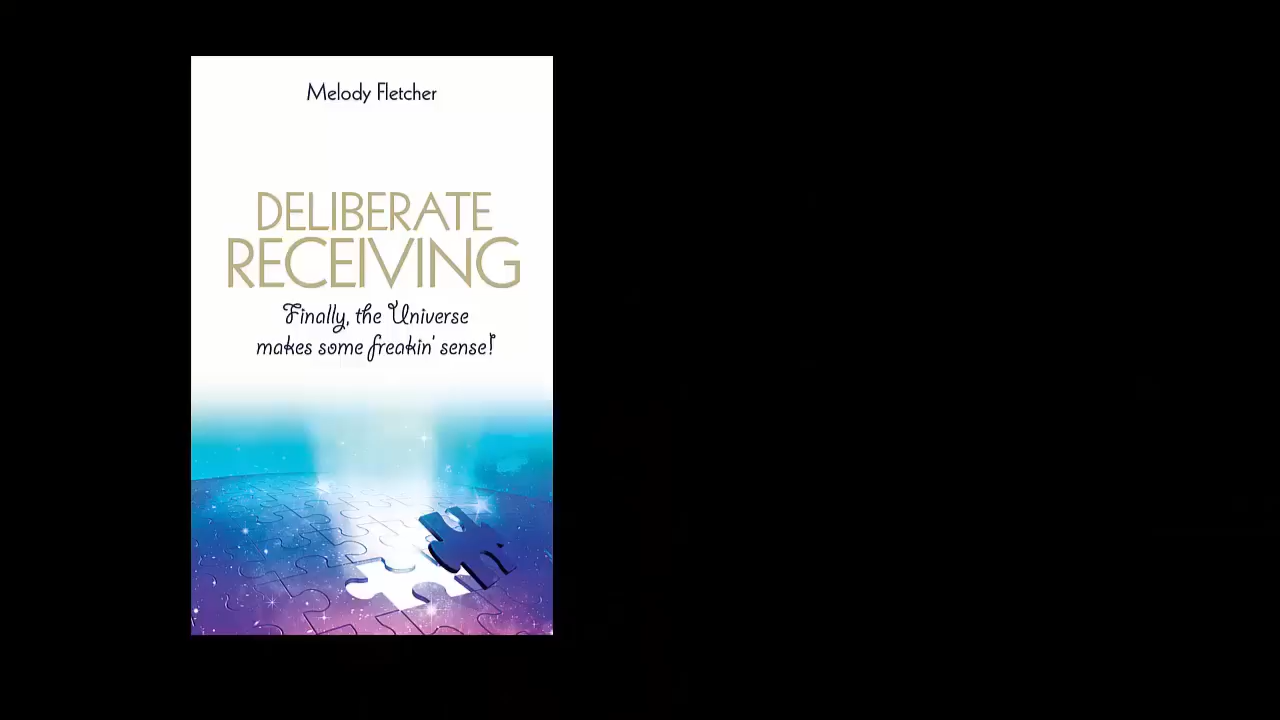 Melody Fletcher
DELIBERATE
RECEIVING
Finally, the Universe
makes some freakin' sense!